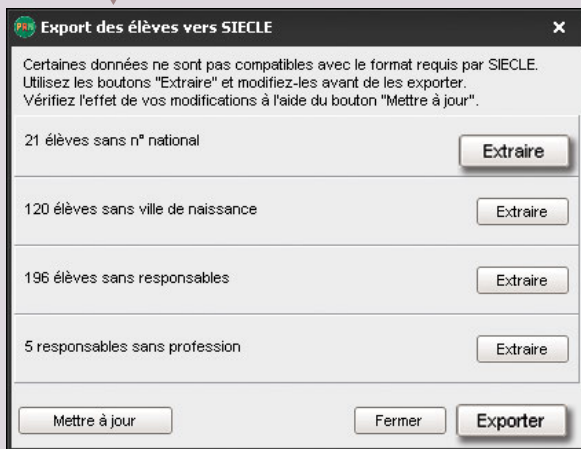 PRN Export des élèves vers SIECLE
Certaines données ne sont pas compatibles avec le format requis par SIECLE.
Utilisez les boutons "Extraire" et modifiez-les avant de les exporter.
Vérifiez l'effet de vos modifications à l'aide du bouton "Mettre à jour".
21 élèves sans n° national
Extraire
120 élèves sans ville de naissance
Extraire
196 élèves sans responsables
Extraire
5 responsables sans profession
Extraire
Mettre à jour
Fermer
Exporter